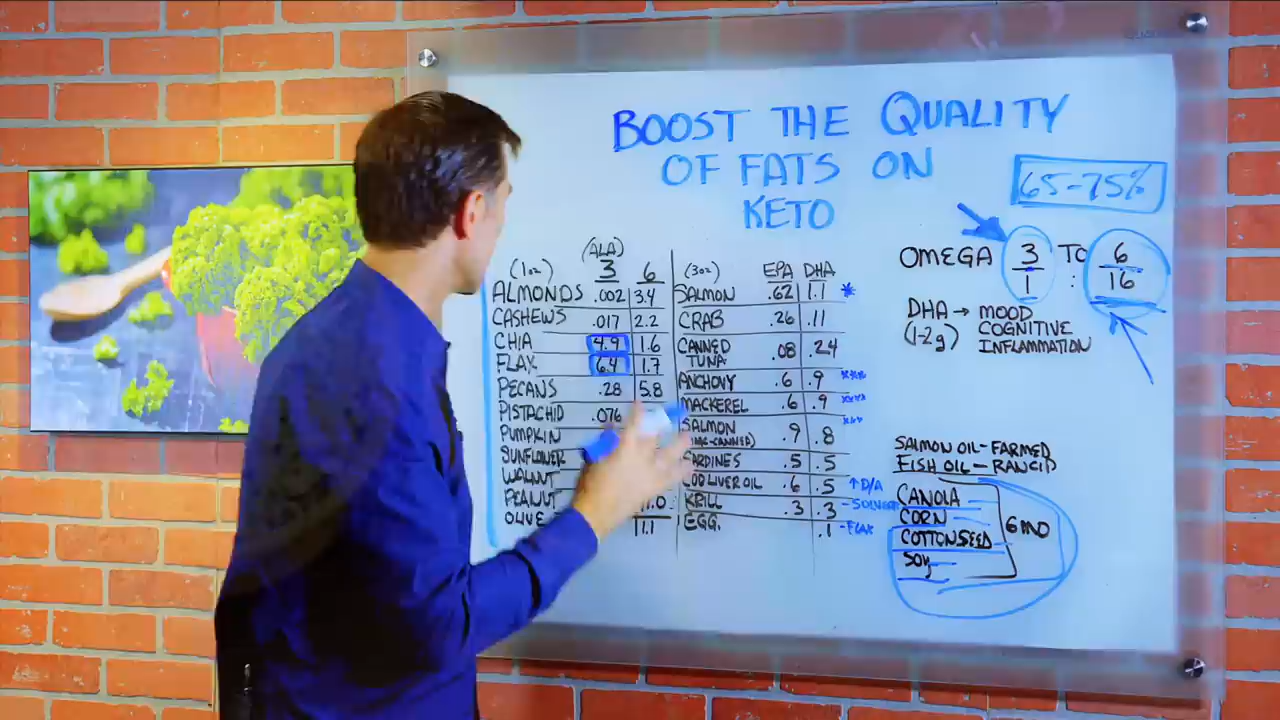 BOOST THE QUALITY
OF FATS ON
KETO
65-75%
OMEGA 3/1 TO : 6/16
DHA → MOOD
(1-2g) COGNITIVE
INFLAMMATION
(ALA)
(1oz) 3 6
ALMONDS .002 3.4
CASHEWS .017 2.2
CHIA 4.9 1.6
FLAX 6.4 1.7
PECANS .28 5.8
PISTACHIO .076
PUMPKIN
SUNFLOWER
WALNUT
PEANUT
OLIVE 11.1
(3oz) EPA DHA
SALMON .62 1.1 *
CRAB .26 .11
CANNED
TUNA .08 .24
ANCHOVY .6 .9
MACKEREL .6 .9
SALMON
.9 .8
SARDINES .5 .5
COD LIVER OIL .6 .5 ↑D/A
KRILL .3 .3
EGG. .1 -FLAX
SALMON OIL-FARMED
FISH OIL-RANCID
CANOLA
CORN
COTTONSEED
SOY
GMO